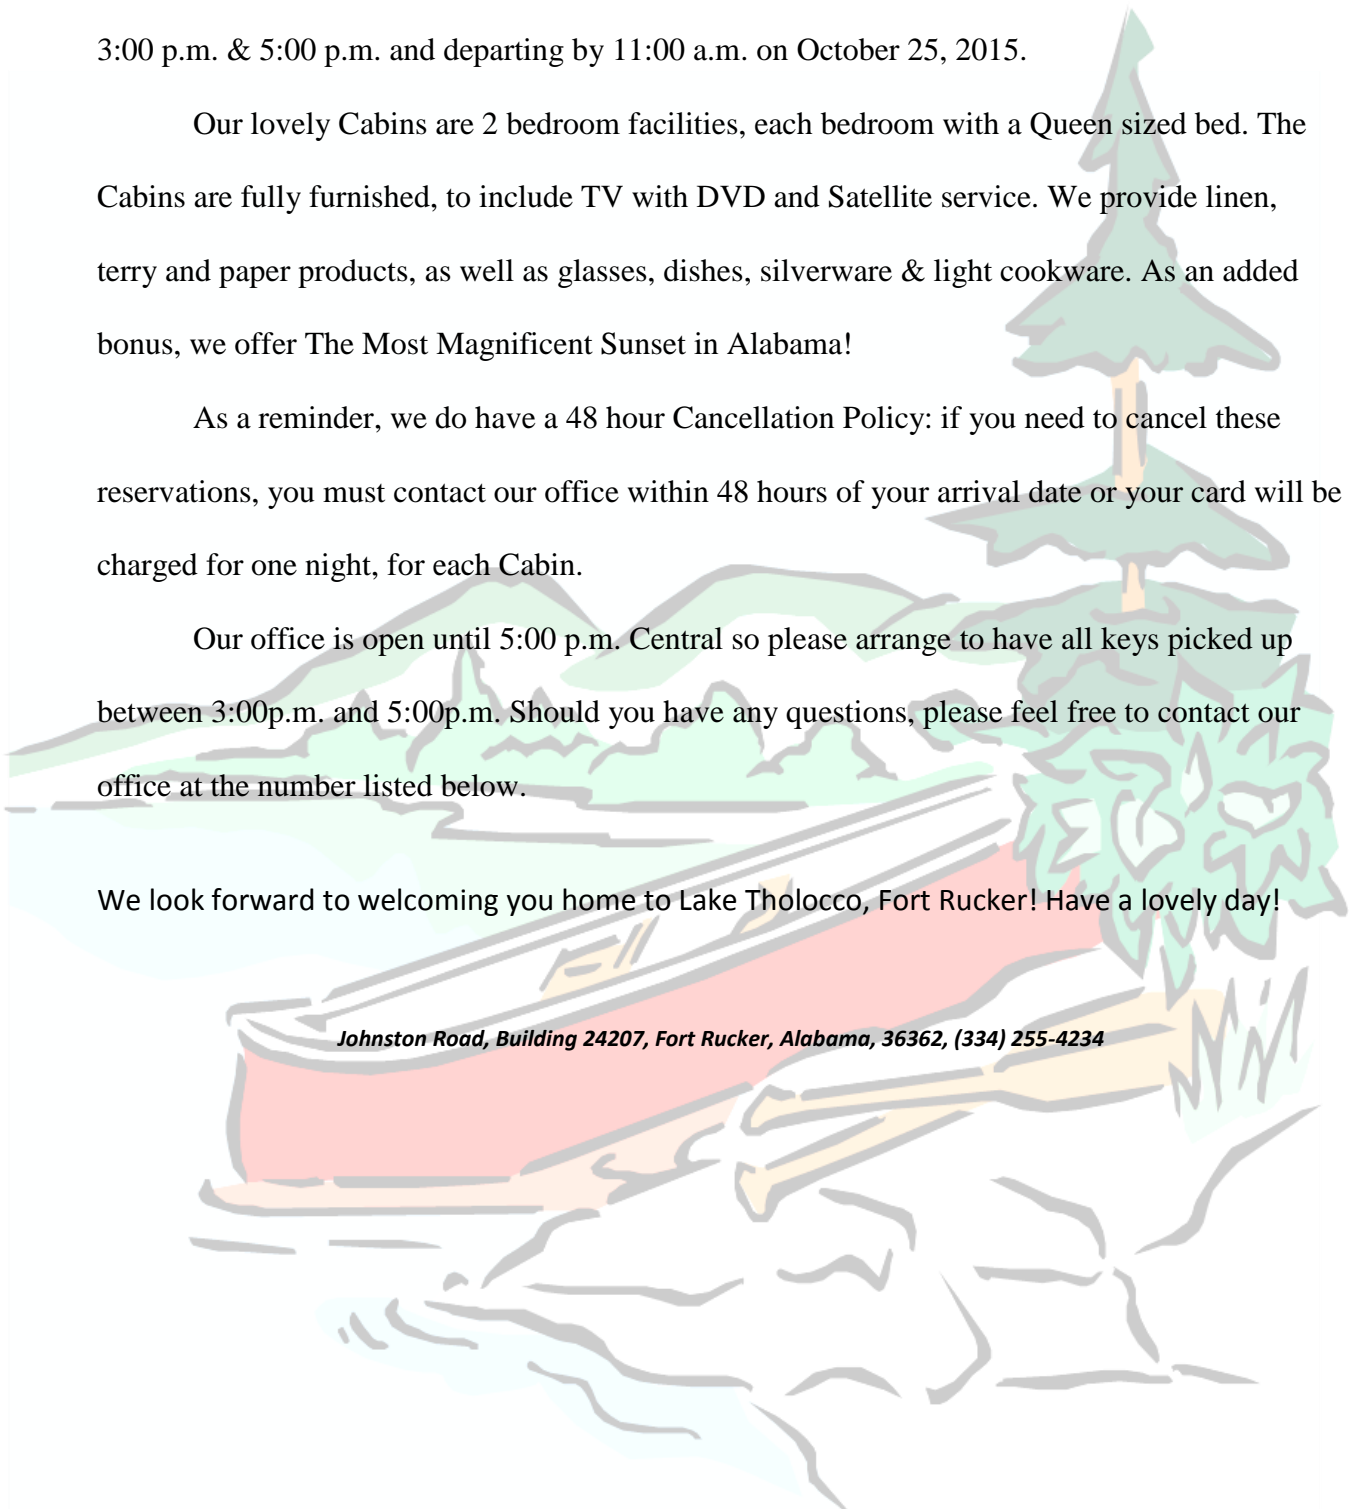 3:00 p.m. & 5:00 p.m. and departing by 11:00 a.m. on October 25, 2015.
Our lovely Cabins are 2 bedroom facilities, each bedroom with a Queen sized bed. The
Cabins are fully furnished, to include TV with DVD and Satellite service. We provide linen,
terry and paper products, as well as glasses, dishes, silverware & light cookware. As an added
bonus, we offer The Most Magnificent Sunset in Alabama!
As a reminder, we do have a 48 hour Cancellation Policy: if you need to cancel these
reservations, you must contact our office within 48 hours of your arrival date or your card will be
charged for one night, for each Cabin.
Our office is open until 5:00 p.m. Central so please arrange to have all keys picked up
between 3:00p.m. and 5:00p.m. Should you have any questions, please feel free to contact our
office at the number listed below.
We look forward to welcoming you home to Lake Tholocco, Fort Rucker! Have a lovely day!
Johnston Road, Building 24207, Fort Rucker, Alabama, 36362, (334) 255-4234